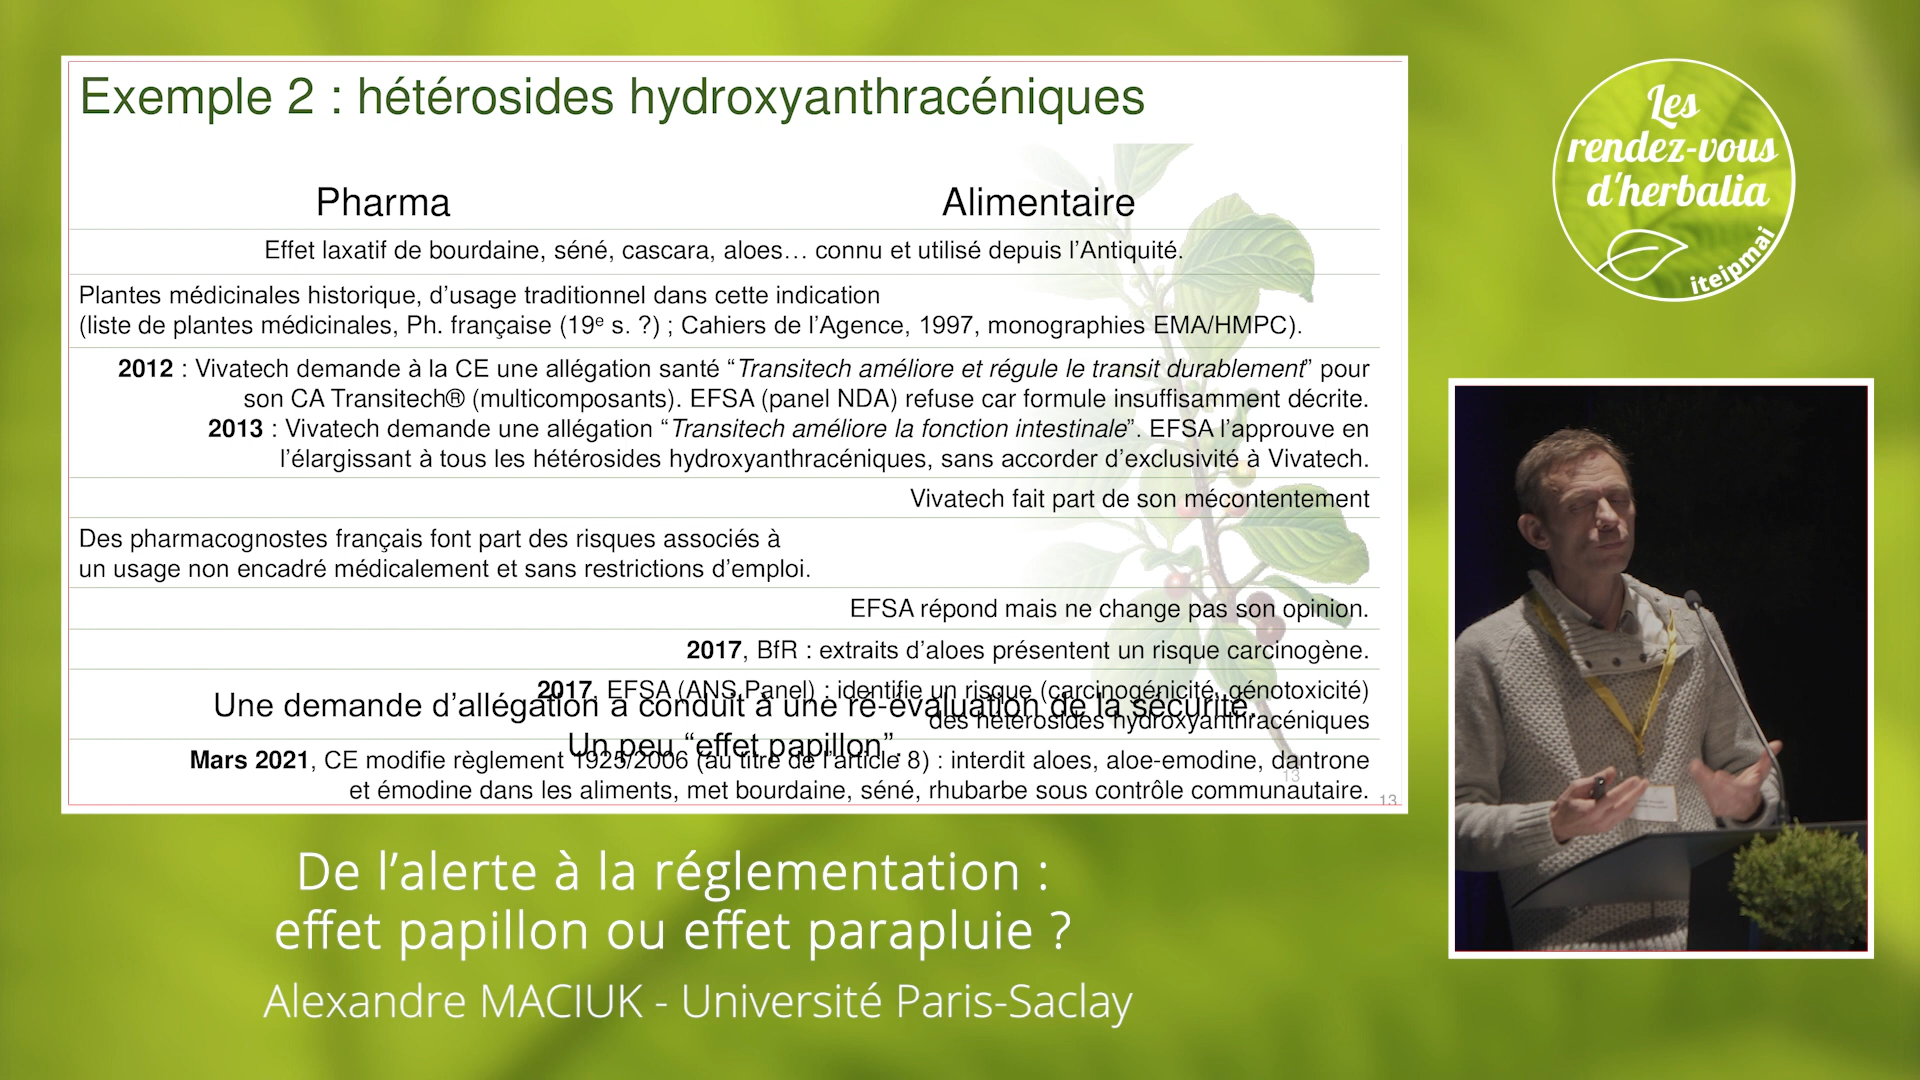 Exemple 2 : hétérosides hydroxyanthracéniques
Pharma
Alimentaire
Effet laxatif de bourdaine, séné, cascara, aloes… connu et utilisé depuis l’Antiquité.
Plantes médicinales historique, d’usage traditionnel dans cette indication
(liste de plantes médicinales, Ph. française (19e s. ?) ; Cahiers de l’Agence, 1997, monographies EMA/HMPC).
2012 : Vivatech demande à la CE une allégation santé “Transitech améliore et régule le transit durablement” pour
son CA Transitech® (multicomposants). EFSA (panel NDA) refuse car formule insuffisamment décrite.
2013 : Vivatech demande une allégation “Transitech améliore la fonction intestinale”. EFSA l’approuve en
l’élargissant à tous les hétérosides hydroxyanthracéniques, sans accorder d’exclusivité à Vivatech.
Vivatech fait part de son mécontentement
Des pharmacognostes français font part des risques associés à
un usage non encadré médicalement et sans restrictions d’emploi.
EFSA répond mais ne change pas son opinion.
2017, BfR : extraits d’aloes présentent un risque carcinogène.
2017, EFSA (ANS Panel) : identifie un risque (carcinogénicité, génotoxicité)
des hétérosides hydroxyanthracéniques
Une demande d’allégation a conduit à une ré-évaluation de la sécurité.
Un peu “effet papillon”.
Mars 2021, CE modifie règlement 1925/2006 (au titre de l’article 8) : interdit aloes, aloe-emodine, dantrone
et émodine dans les aliments, met bourdaine, séné, rhubarbe sous contrôle communautaire.
13
13
Les
rendez-vous
d’herbalia
iteipmai
De l’alerte à la réglementation :
effet papillon ou effet parapluie ?
Alexandre MACIUK - Université Paris-Saclay